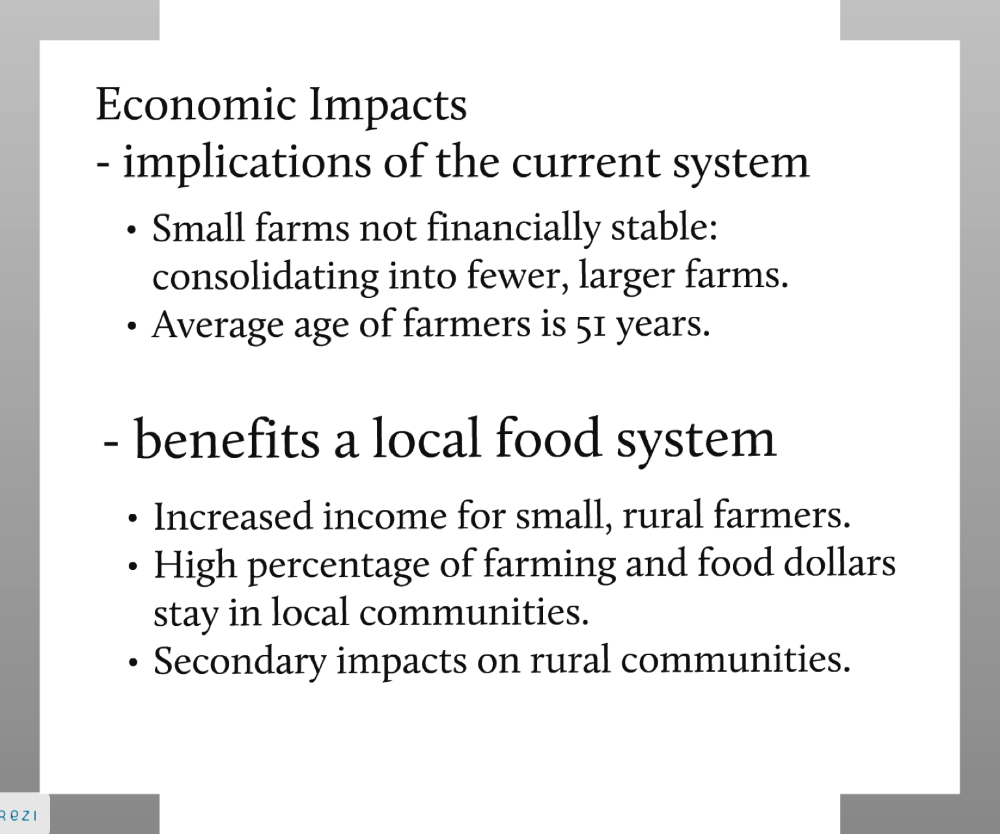 Economic Impacts
- implications of the current system
• Small farms not financially stable:
consolidating into fewer, larger farms.
• Average age of farmers is 51 years.
- benefits a local food system
• Increased income for small, rural farmers.
• High percentage of farming and food dollars
stay in local communities.
• Secondary impacts on rural communities.